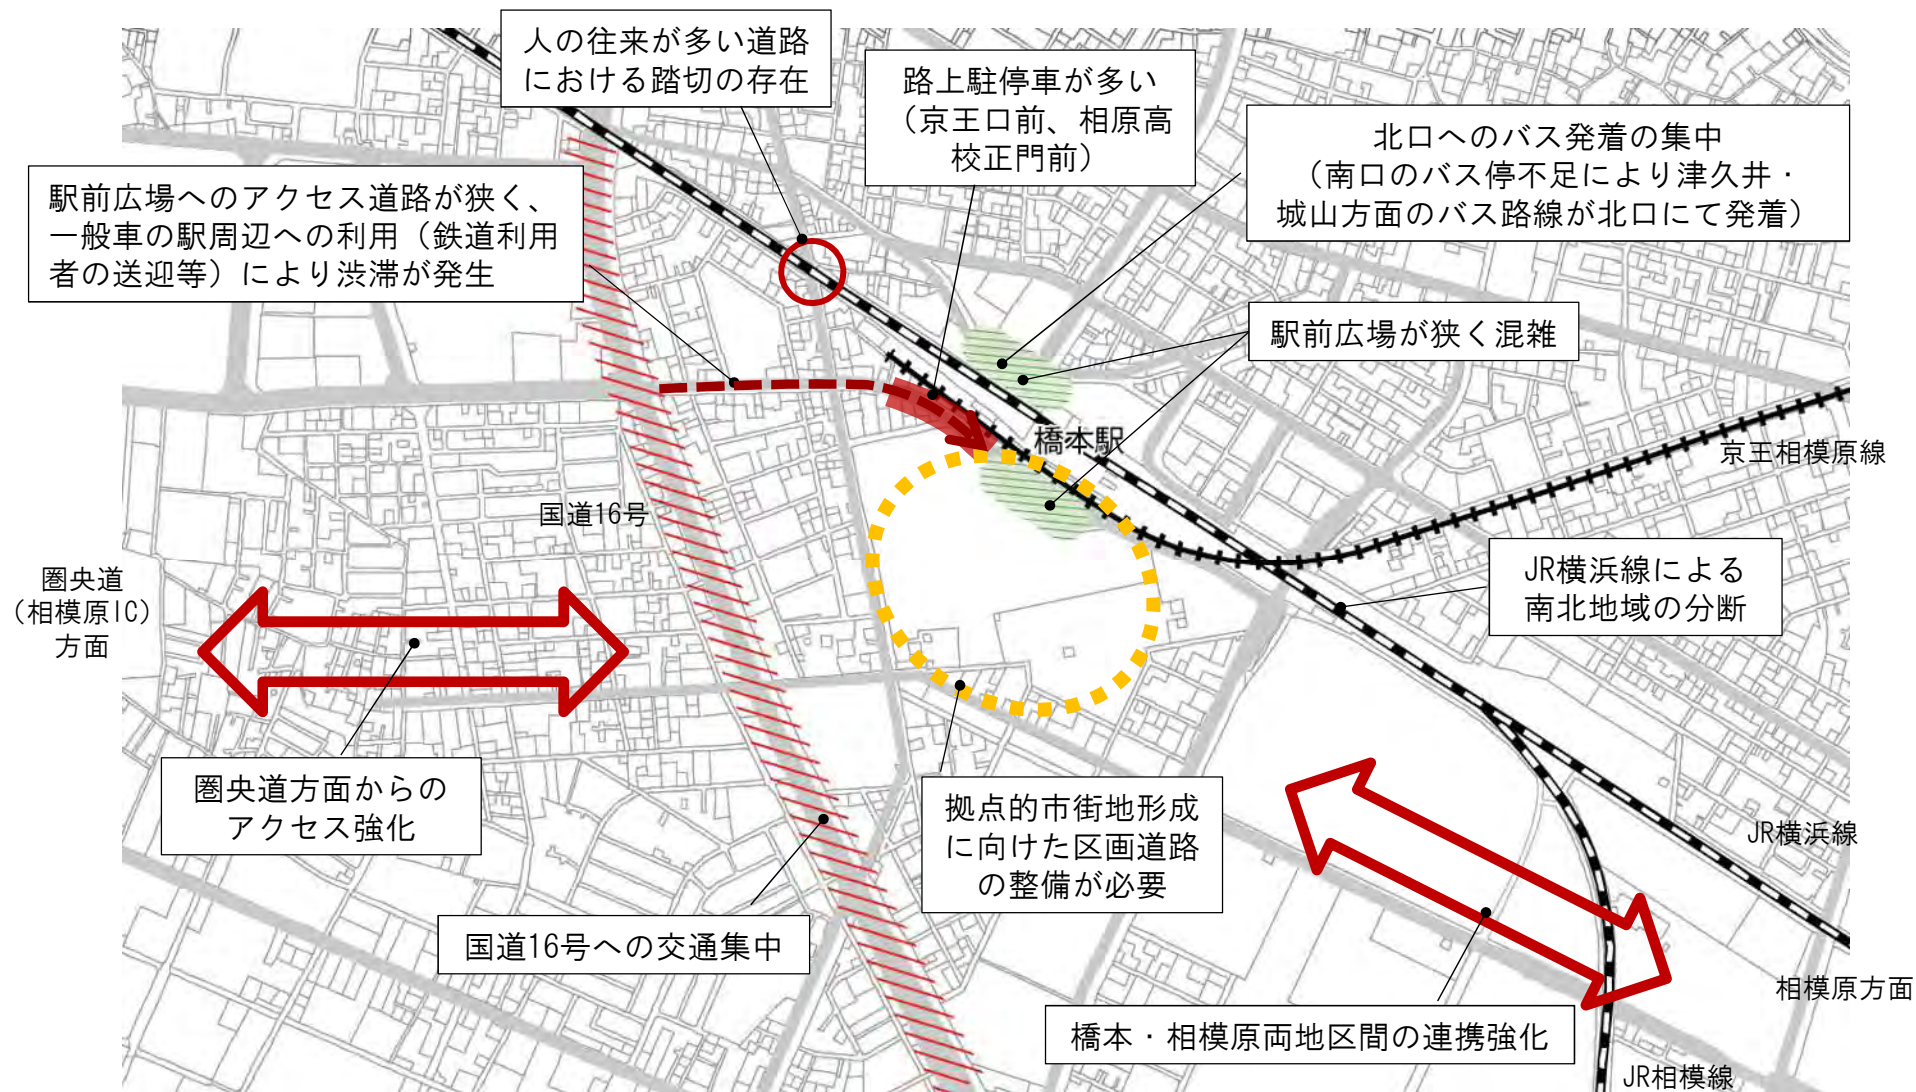 人の往来が多い道路
における踏切の存在
路上駐停車が多い
（京王口前、相原高
校正門前）
北口へのバス発着の集中
（南口のバス停不足により津久井・
城山方面のバス路線が北口にて発着）
駅前広場へのアクセス道路が狭く、
一般車の駅周辺への利用（鉄道利用
者の送迎等）により渋滞が発生
駅前広場が狭く混雑
橋本駅
京王相模原線
国道16号
圏央道
（相模原IC）
方面
JR横浜線による
南北地域の分断
圏央道方面からの
アクセス強化
拠点的市街地形成
に向けた区画道路
の整備が必要
JR横浜線
国道16号への交通集中
相模原方面
橋本・相模原両地区間の連携強化
JR相模線